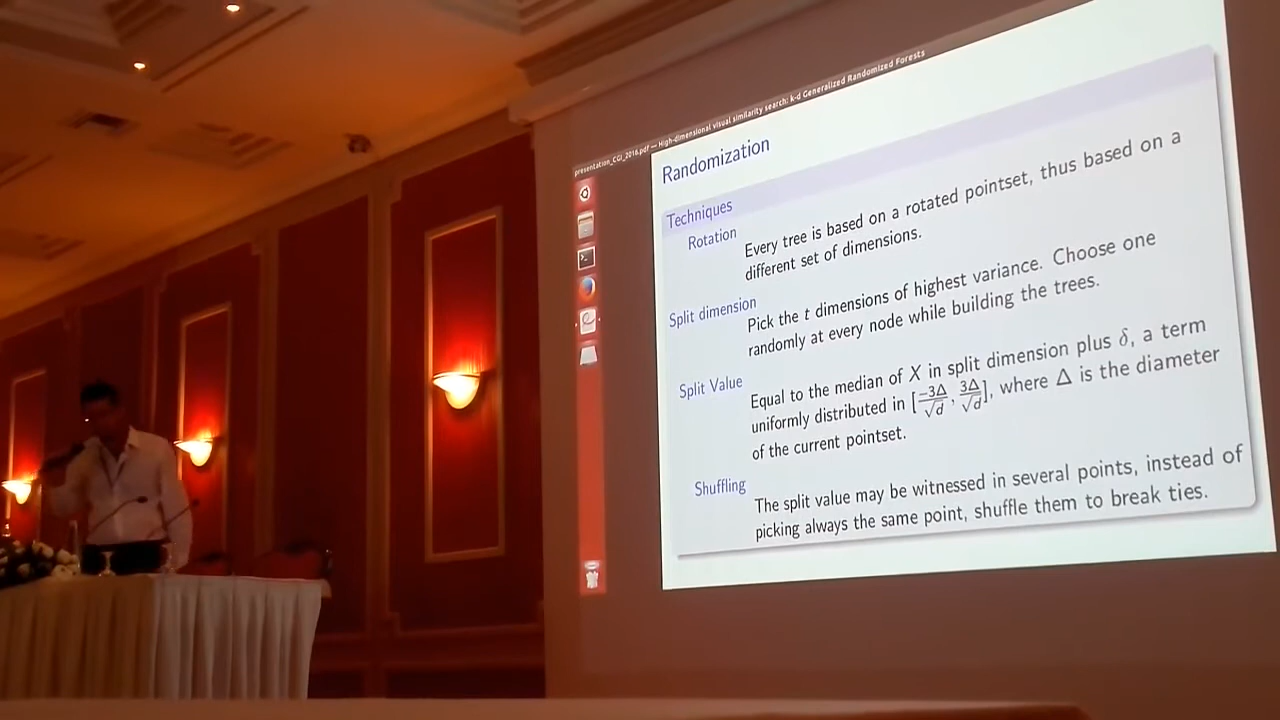 presentation_CGI_2016.pdf — High-dimensional visual similarity search: k-d Generalized Randomized Forests
Randomization
Techniques
Rotation
Every tree is based on a rotated pointset, thus based on a
different set of dimensions.
Split dimension
Pick the t dimensions of highest variance. Choose one
randomly at every node while building the trees.
Split Value
Equal to the median of X in split dimension plus δ, a term
uniformly distributed in [−3Δ/√d, 3Δ/√d], where Δ is the diameter
of the current pointset.
Shuffling
The split value may be witnessed in several points, instead of
picking always the same point, shuffle them to break ties.